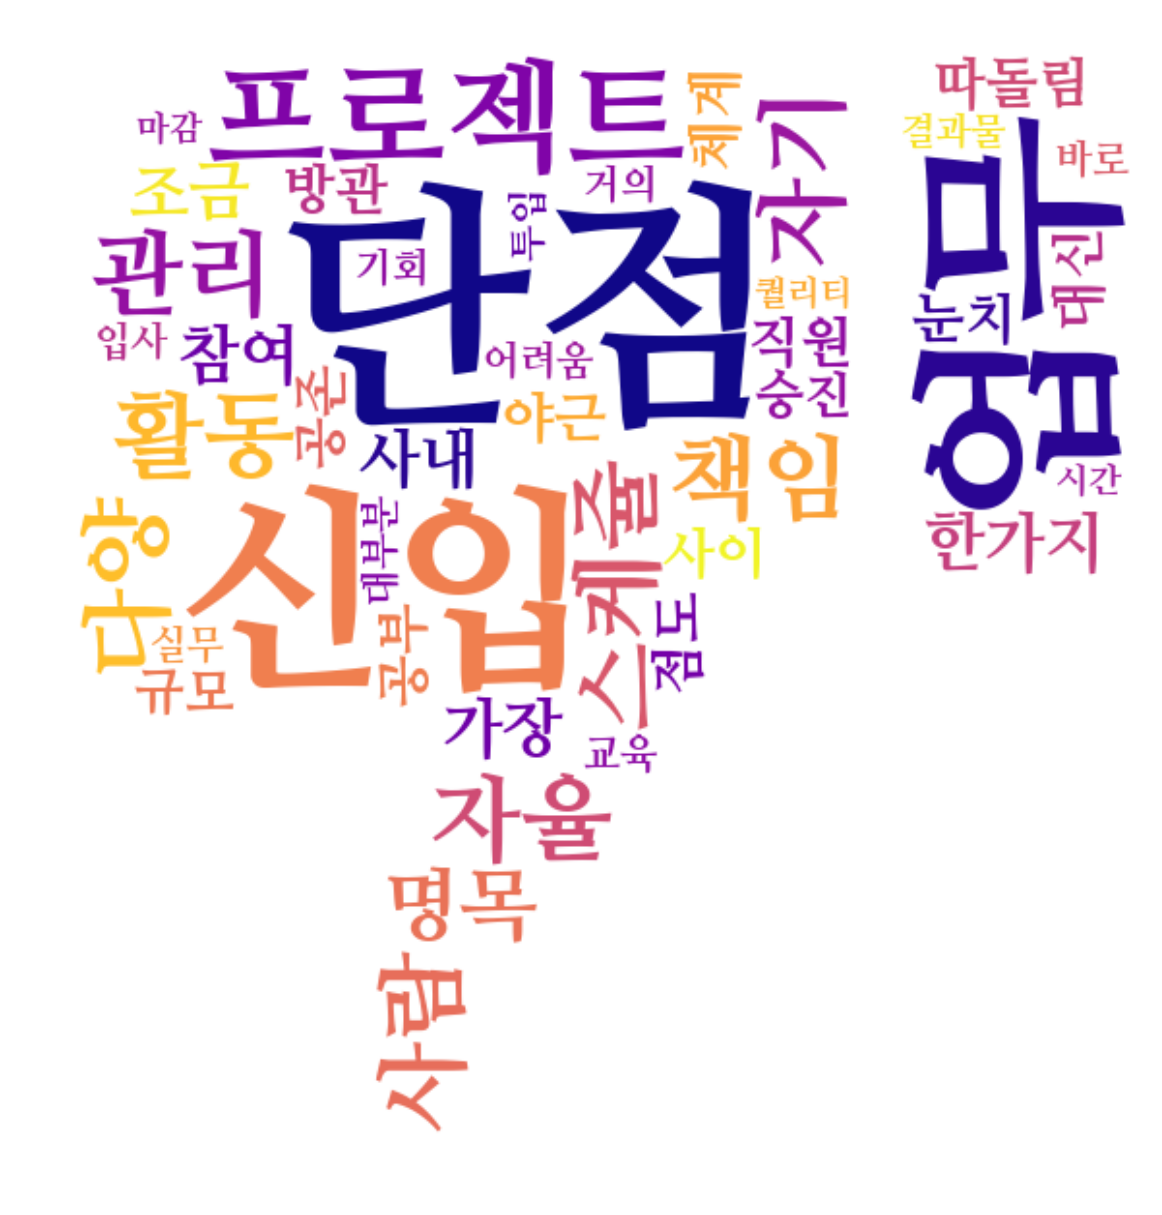 프로젝트
체계
자기
따돌림
마감
결과물
조금
방관
투입
거의
바로
관리
단점
기회
업무
대신
퀄리티
눈치
입사
참여
어려움
직원
승진
활동
공존
사내
야근
책임
시간
한가지
다양
신입
대부분
스케줄
사이
실무
규모
공부
점도
가장
교육
자율
명목
사람